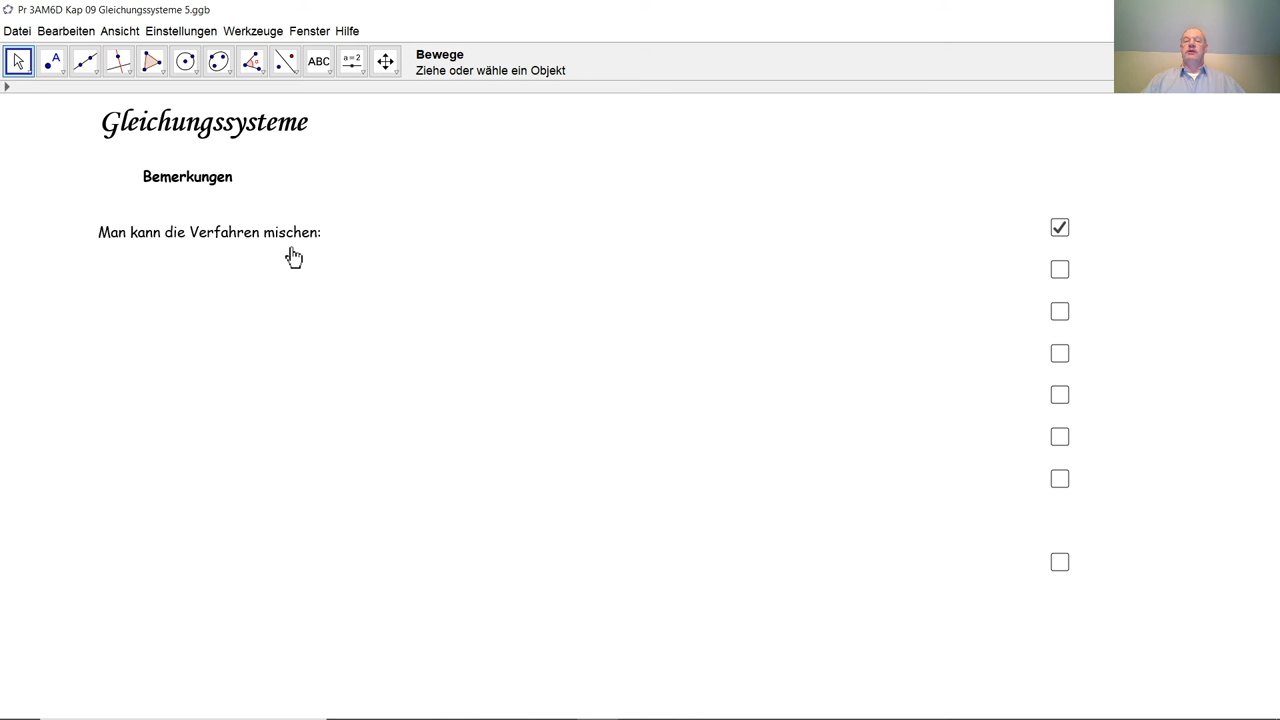 Pr 3AM6D Kap 09 Gleichungssysteme 5.ggb
Datei Bearbeiten Ansicht Einstellungen Werkzeuge Fenster Hilfe
A
ABC
a=2
Bewege
Ziehe oder wähle ein Objekt
Gleichungssysteme
Bemerkungen
Man kann die Verfahren mischen: